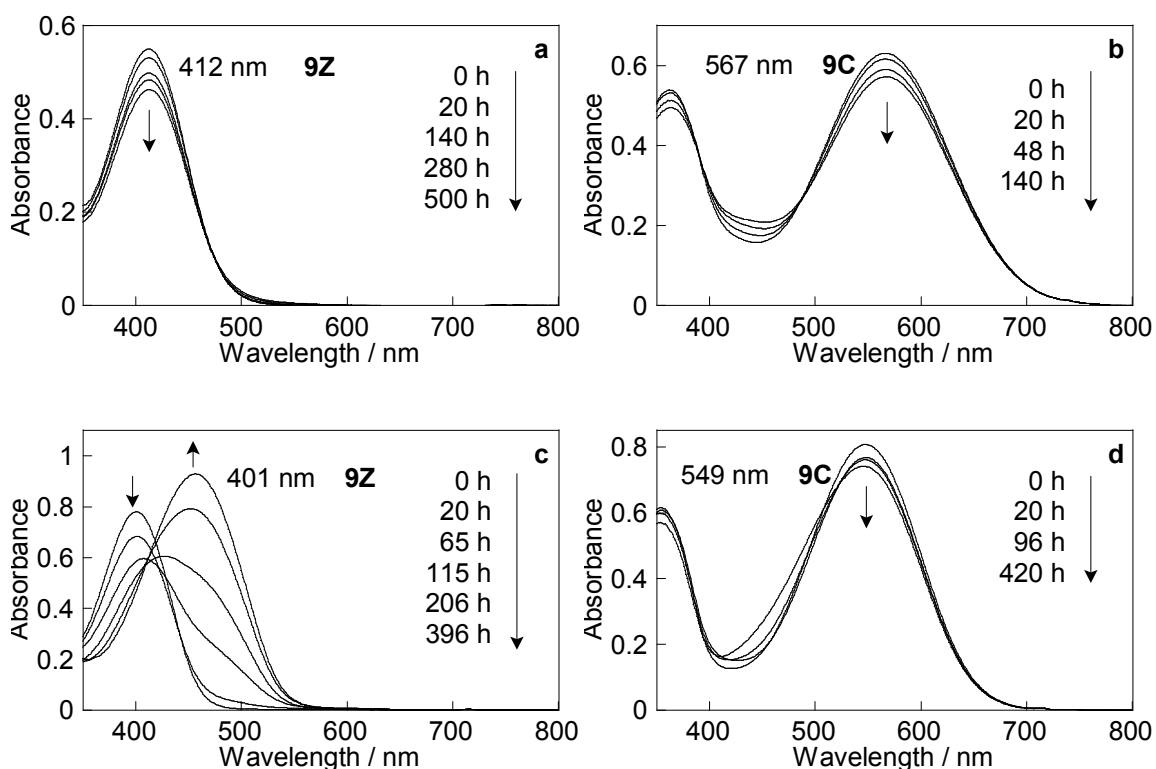 a
412 nm 9Z
0 h
20 h
140 h
280 h
500 h
0.6
0.4
0.2
0
400 500 600 700 800
Absorbance
Wavelength / nm
b
567 nm 9C
0 h
20 h
48 h
140 h
0.6
0.4
0.2
0
400 500 600 700 800
Absorbance
Wavelength / nm
c
401 nm 9Z
0 h
20 h
65 h
115 h
206 h
396 h
1
0.8
0.6
0.4
0.2
0
400 500 600 700 800
Absorbance
Wavelength / nm
d
549 nm 9C
0 h
20 h
96 h
420 h
0.8
0.6
0.4
0.2
0
400 500 600 700 800
Absorbance
Wavelength / nm